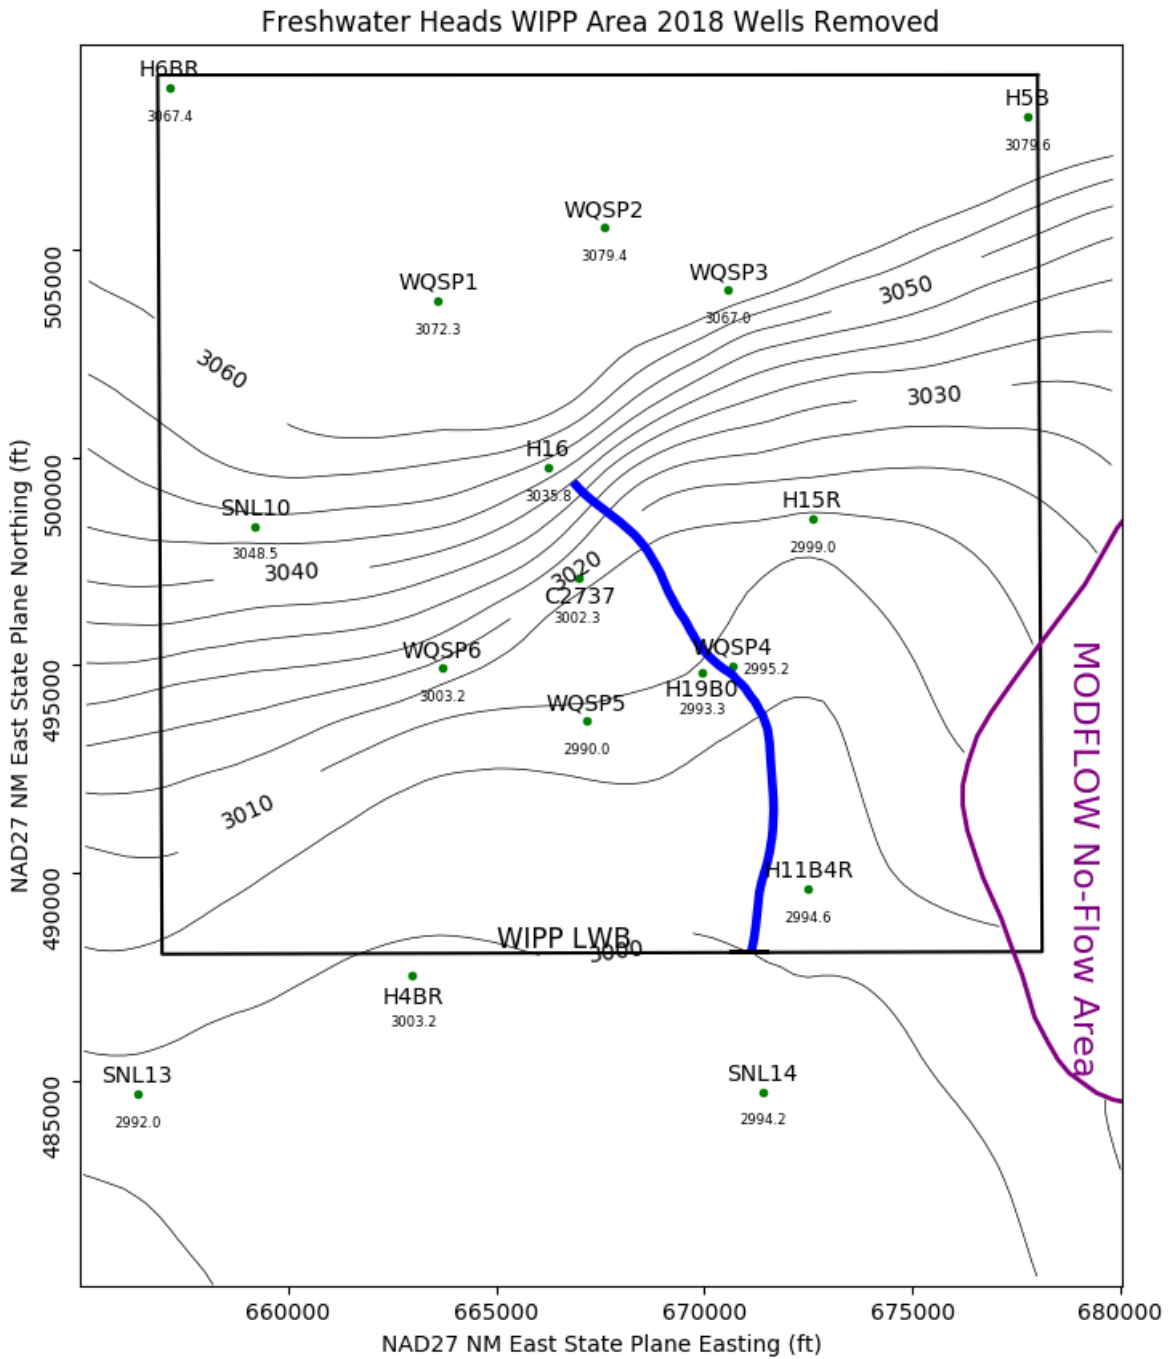 Freshwater Heads WIPP Area 2018 Wells Removed
H6BR
3067.4
H5B
3079.6
WQSP2
3079.4
WQSP3
3067.0
WQSP1
3072.3
3050
3060
3030
H16
3035.8
SNL10
3048.5
H15R
2999.0
3040
3020
C2737
3002.3
WQSP6
3003.2
WQSP4
2995.2
H19B0
2993.3
WQSP5
2990.0
3010
H11B4R
2994.6
WIPP LWB
3000
H4BR
3003.2
SNL13
2992.0
SNL14
2994.2
MODFLOW No-Flow Area
505000
500000
495000
490000
485000
NAD27 NM East State Plane Northing (ft)
660000 665000 670000 675000 680000
NAD27 NM East State Plane Easting (ft)